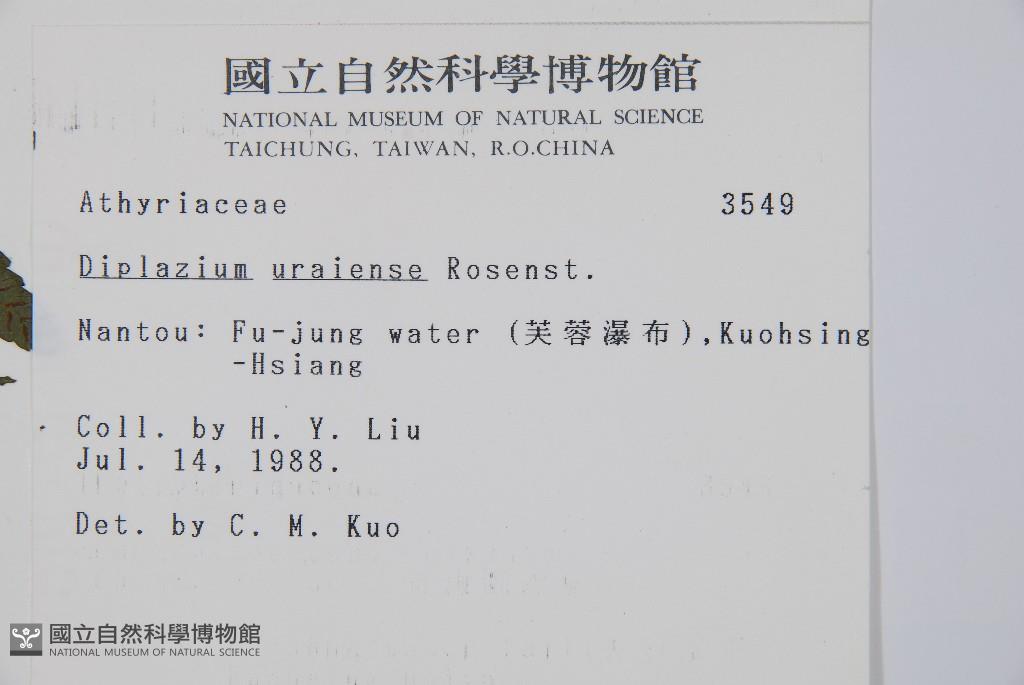 國立自然科學博物館
NATIONAL MUSEUM OF NATURAL SCIENCE
TAICHUNG, TAIWAN, R.O.CHINA
Athyriaceae 3549
Diplazium uraiense Rosenst.
Nantou: Fu-jung water (芙蓉瀑布),Kuohsing
-Hsiang
Coll. by H. Y. Liu
Jul. 14, 1988.
Det. by C. M. Kuo
國立自然科學博物館
NATIONAL MUSEUM OF NATURAL SCIENCE